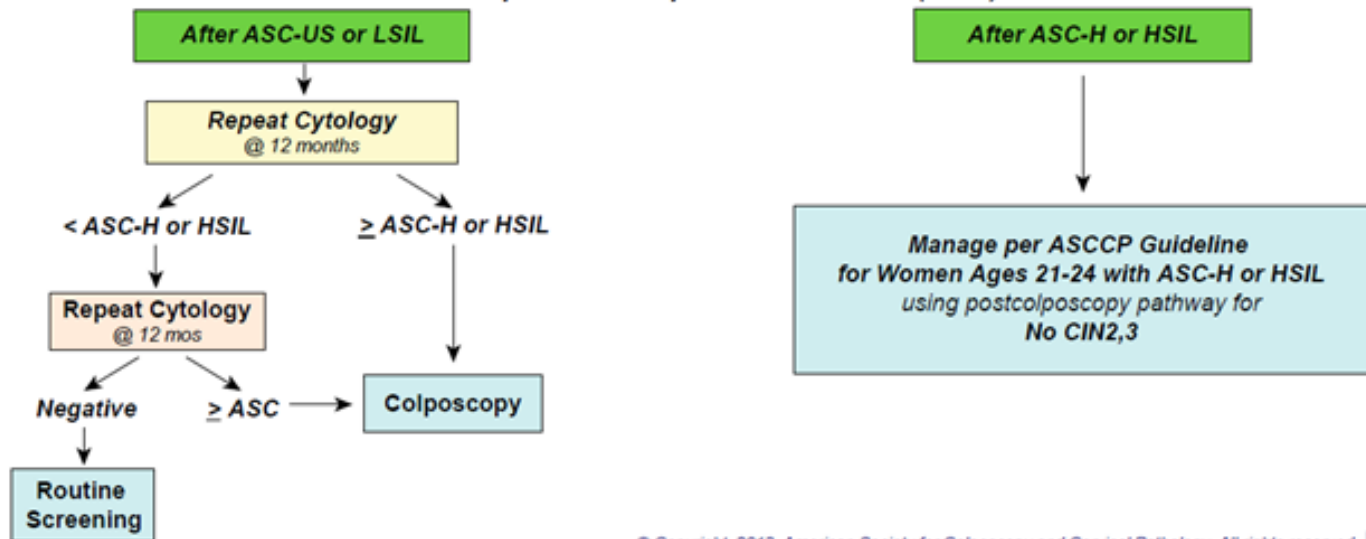 After ASC-US or LSIL
Repeat Cytology
@ 12 months
< ASC-H or HSIL
≥ ASC-H or HSIL
Repeat Cytology
@ 12 mos
Negative
≥ ASC
Colposcopy
Routine
Screening
After ASC-H or HSIL
Manage per ASCCP Guideline
for Women Ages 21-24 with ASC-H or HSIL
using postcolposcopy pathway for
No CIN2,3